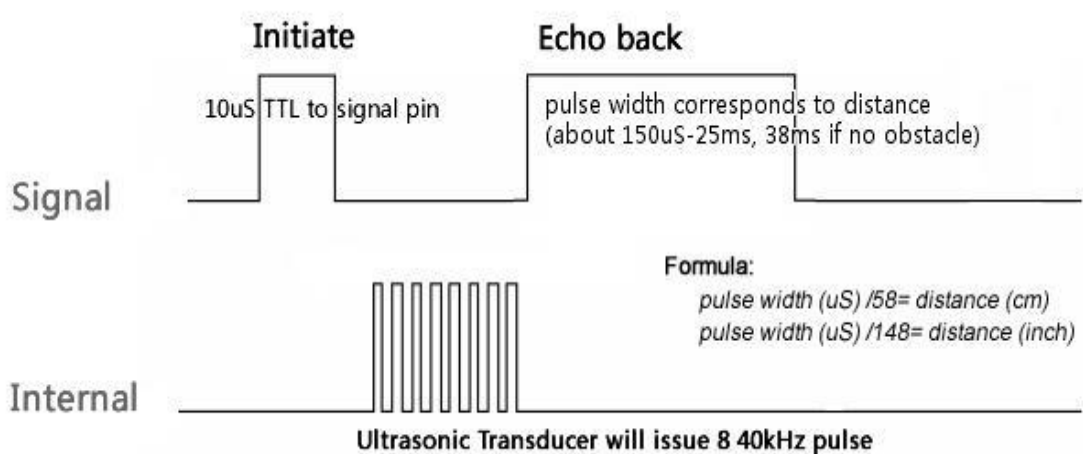 Initiate
Echo back
10uS TTL to signal pin
pulse width corresponds to distance
(about 150uS-25ms, 38ms if no obstacle)
Signal
Formula:
pulse width (uS) /58= distance (cm)
pulse width (uS) /148= distance (inch)
Internal
Ultrasonic Transducer will issue 8 40kHz pulse